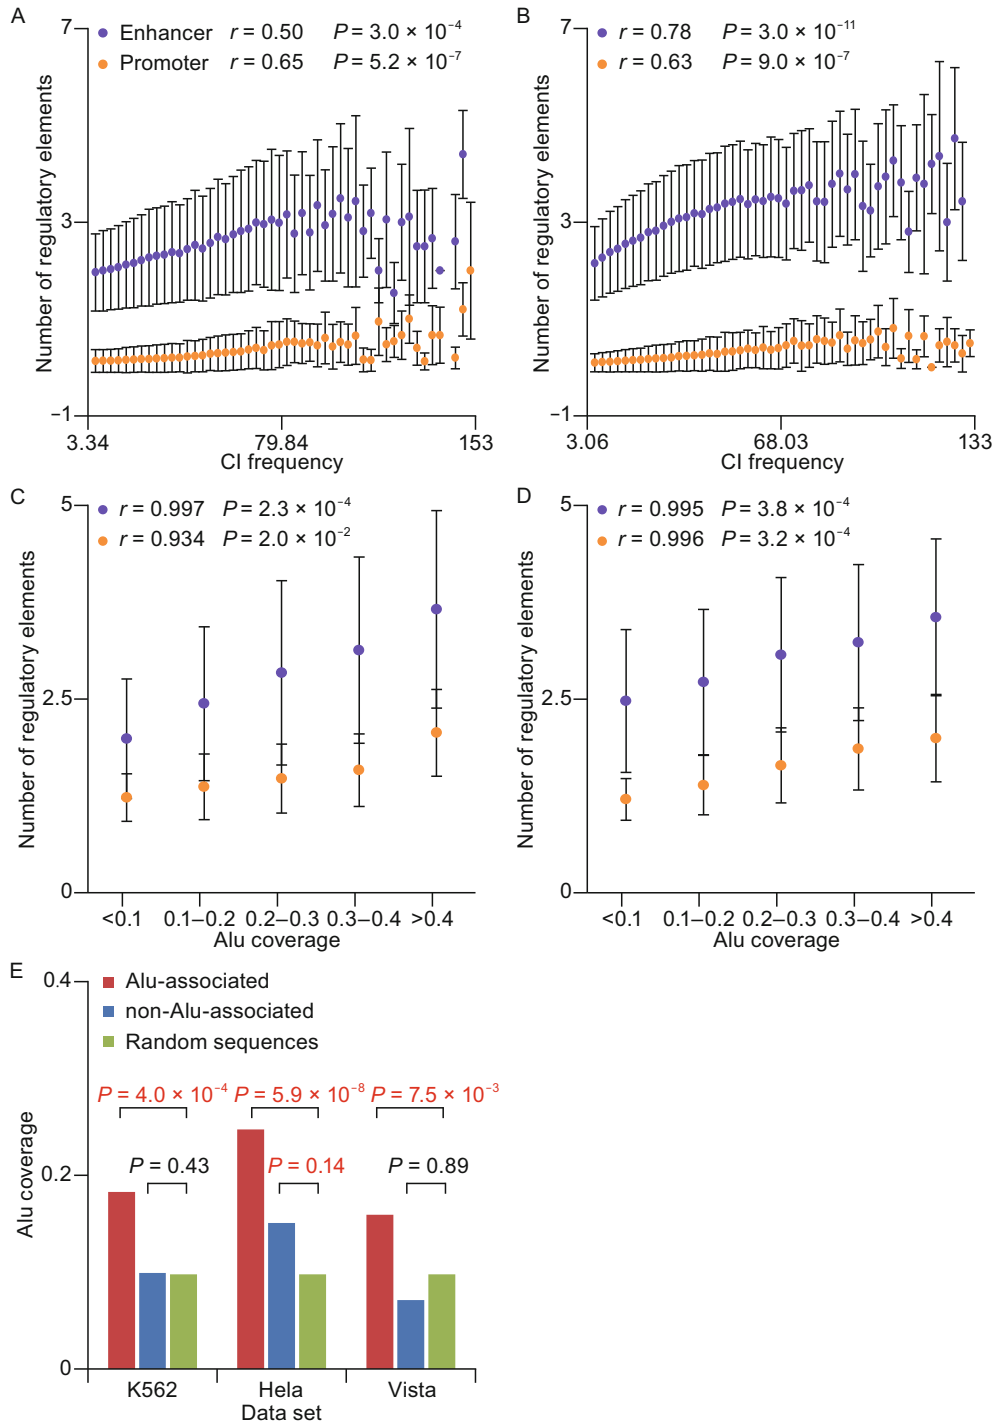 A
7
Enhancer r = 0.50 P = 3.0 × 10⁻⁴
Promoter r = 0.65 P = 5.2 × 10⁻⁷
Number of regulatory elements
3
−1
3.34 79.84 153
CI frequency
B
7
r = 0.78 P = 3.0 × 10⁻¹¹
r = 0.63 P = 9.0 × 10⁻⁷
Number of regulatory elements
3
−1
3.06 68.03 133
CI frequency
C
5
r = 0.997 P = 2.3 × 10⁻⁴
r = 0.934 P = 2.0 × 10⁻²
Number of regulatory elements
2.5
0
<0.1 0.1–0.2 0.2–0.3 0.3–0.4 >0.4
Alu coverage
D
5
r = 0.995 P = 3.8 × 10⁻⁴
r = 0.996 P = 3.2 × 10⁻⁴
Number of regulatory elements
2.5
0
<0.1 0.1–0.2 0.2–0.3 0.3–0.4 >0.4
Alu coverage
E
0.4
Alu-associated
non-Alu-associated
Random sequences
P = 4.0 × 10⁻⁴ P = 5.9 × 10⁻⁸ P = 7.5 × 10⁻³
P = 0.43 P = 0.14 P = 0.89
Alu coverage
0.2
0
K562 Hela Vista
Data set